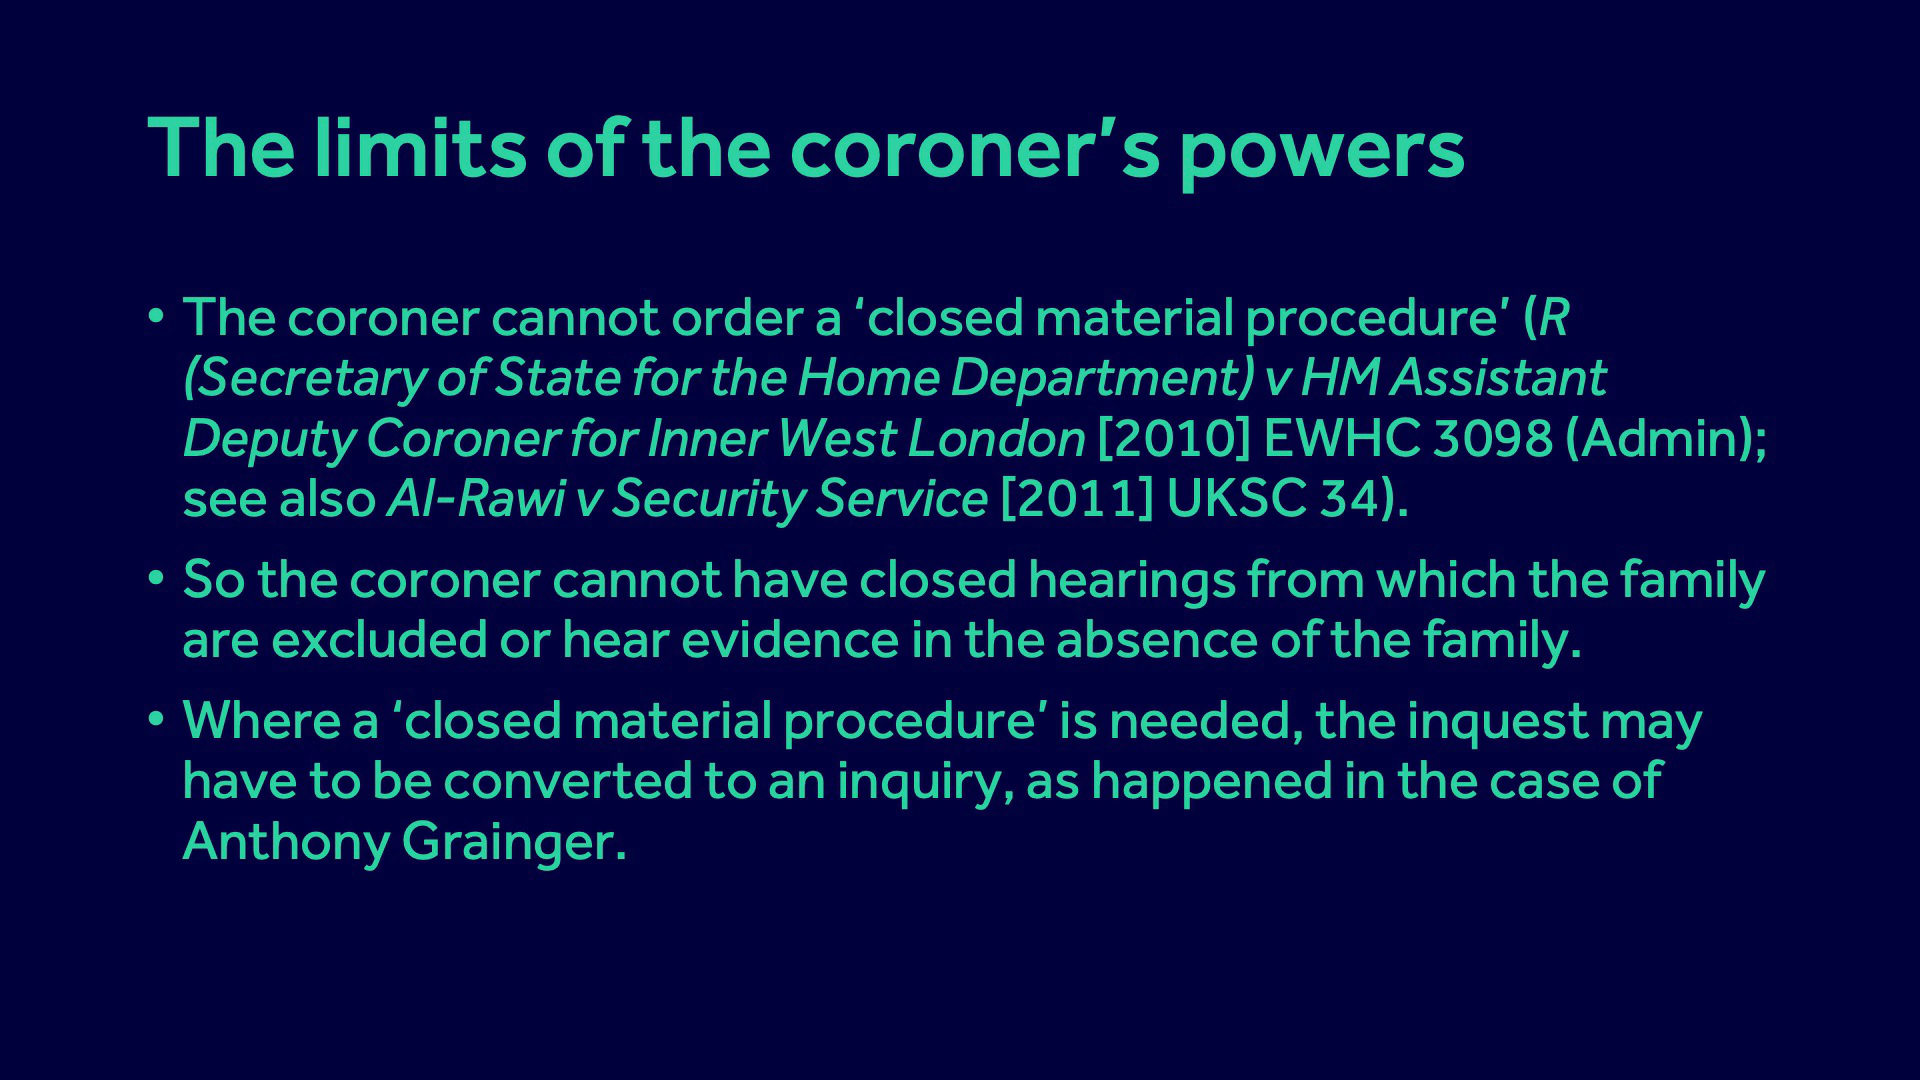 The limits of the coroner’s powers
• The coroner cannot order a ‘closed material procedure’ (R
(Secretary of State for the Home Department) v HM Assistant
Deputy Coroner for Inner West London [2010] EWHC 3098 (Admin);
see also Al-Rawi v Security Service [2011] UKSC 34).
• So the coroner cannot have closed hearings from which the family
are excluded or hear evidence in the absence of the family.
• Where a ‘closed material procedure’ is needed, the inquest may
have to be converted to an inquiry, as happened in the case of
Anthony Grainger.